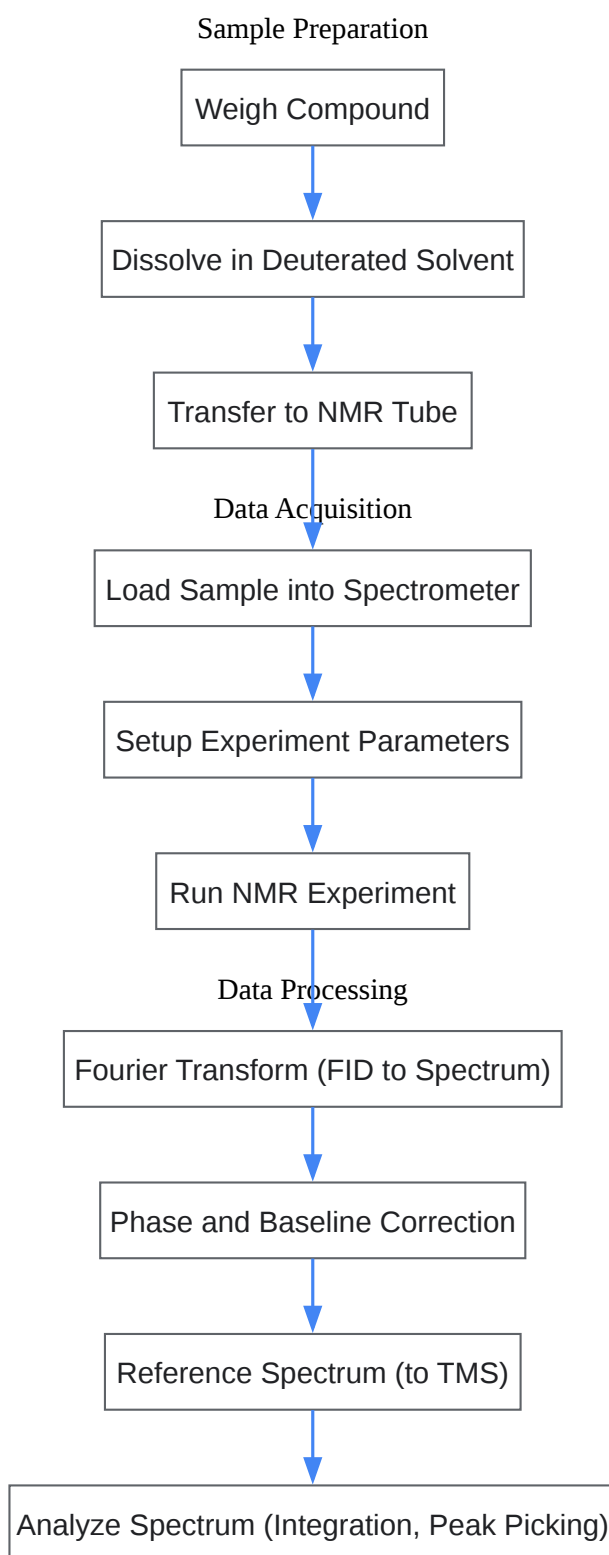 Sample Preparation
Weigh Compound
Dissolve in Deuterated Solvent
Transfer to NMR Tube
Data Acquisition
Load Sample into Spectrometer
Setup Experiment Parameters
Run NMR Experiment
Data Processing
Fourier Transform (FID to Spectrum)
Phase and Baseline Correction
Reference Spectrum (to TMS)
Analyze Spectrum (Integration, Peak Picking)